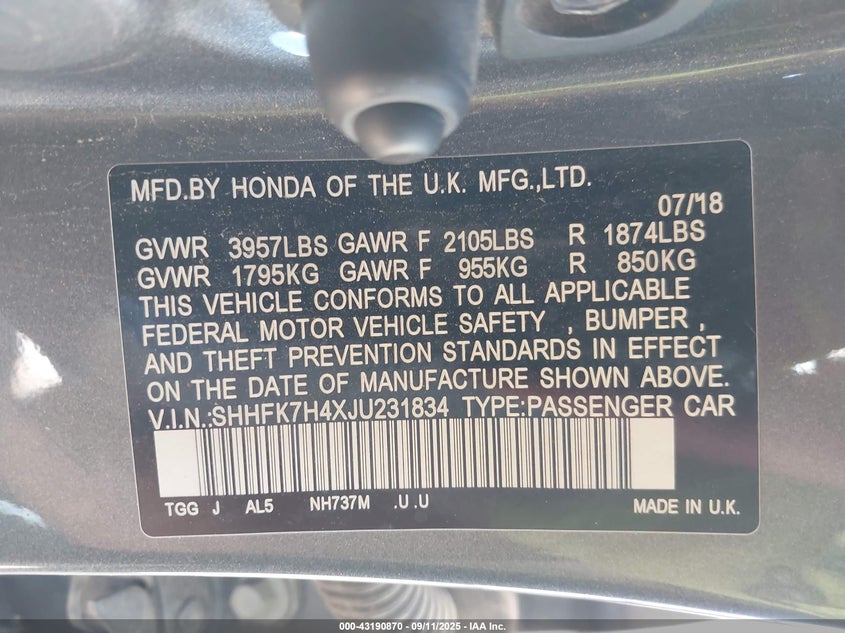 MFD.BY HONDA OF THE U.K. MFG.,LTD.
07/18
GVWR 3957LBS GAWR F 2105LBS R 1874LBS
GVWR 1795KG GAWR F 955KG R 850KG
THIS VEHICLE CONFORMS TO ALL APPLICABLE
FEDERAL MOTOR VEHICLE SAFETY , BUMPER ,
AND THEFT PREVENTION STANDARDS IN EFFECT
ON THE DATE OF MANUFACTURE SHOWN ABOVE.
V.I.N.:SHHFK7H4XJU231834 TYPE:PASSENGER CAR
TGG J AL5 NH737M .U .U MADE IN U.K.
000-43190870 - 09/11/2025 - IAA Inc.